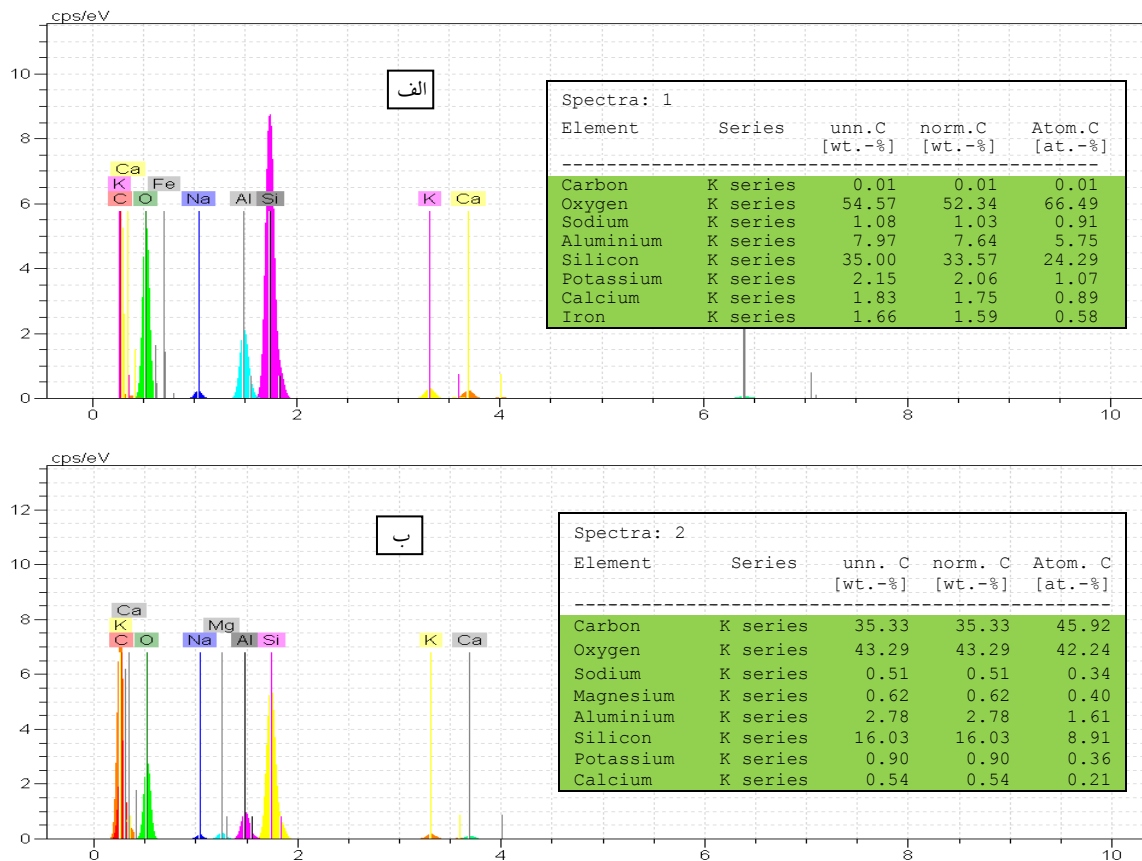 cps/eV
10
8
6
4
2
0
الف
Ca
K Fe
C O Na Al Si K Ca
Spectra: 1
Element Series unn.C norm.C Atom.C
[wt.-%] [wt.-%] [at.-%]
Carbon K series 0.01 0.01 0.01
Oxygen K series 54.57 52.34 66.49
Sodium K series 1.08 1.03 0.91
Aluminium K series 7.97 7.64 5.75
Silicon K series 35.00 33.57 24.29
Potassium K series 2.15 2.06 1.07
Calcium K series 1.83 1.75 0.89
Iron K series 1.66 1.59 0.58
0 2 4 6 8 10
cps/eV
12
10
8
6
4
2
0
ب
Ca
K Mg
C O Na Al Si K Ca
Spectra: 2
Element Series unn. C norm. C Atom. C
[wt.-%] [wt.-%] [at.-%]
Carbon K series 35.33 35.33 45.92
Oxygen K series 43.29 43.29 42.24
Sodium K series 0.51 0.51 0.34
Magnesium K series 0.62 0.62 0.40
Aluminium K series 2.78 2.78 1.61
Silicon K series 16.03 16.03 8.91
Potassium K series 0.90 0.90 0.36
Calcium K series 0.54 0.54 0.21
0 2 4 6 8 10